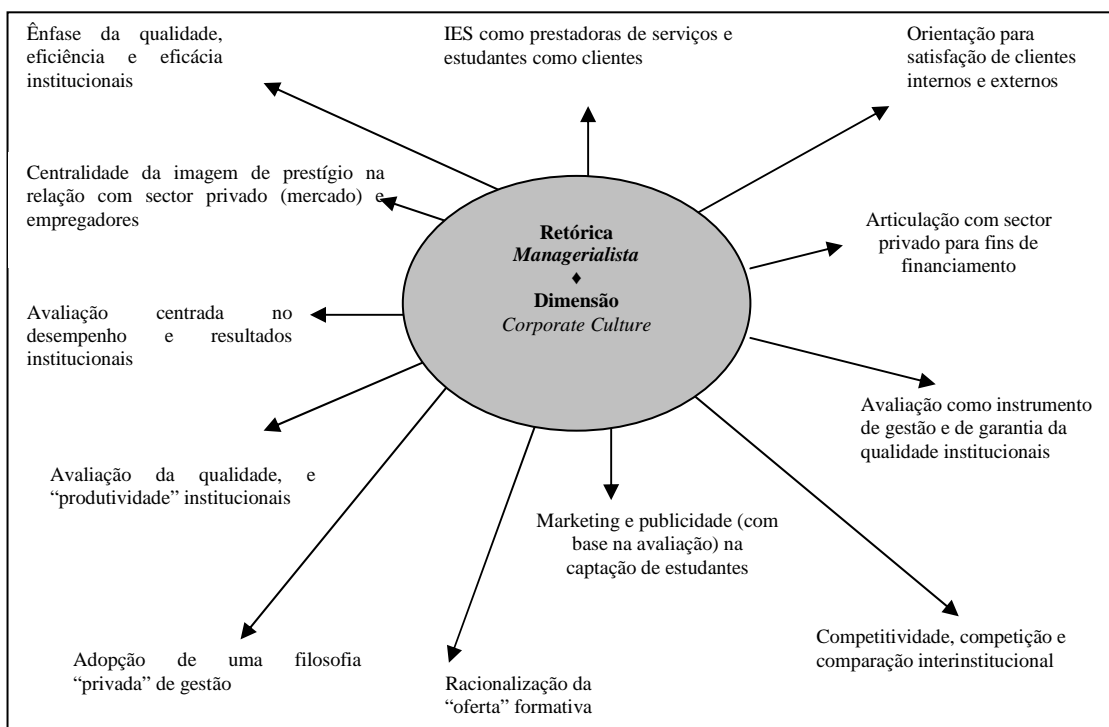 Ênfase da qualidade,
eficiência e eficácia
institucionais
IES como prestadoras de serviços e
estudantes como clientes
Orientação para
satisfação de clientes
internos e externos
Centralidade da imagem de prestígio na
relação com sector privado (mercado) e
empregadores
Retórica
Managerialista
♦
Dimensão
Corporate Culture
Articulação com sector
privado para fins de
financiamento
Avaliação centrada no
desempenho e resultados
institucionais
Avaliação como instrumento
de gestão e de garantia da
qualidade institucionais
Avaliação da qualidade, e
“produtividade” institucionais
Marketing e publicidade (com
base na avaliação) na
captação de estudantes
Competitividade, competição e
comparação interinstitucional
Adopção de uma filosofia
“privada” de gestão
Racionalização da
“oferta” formativa